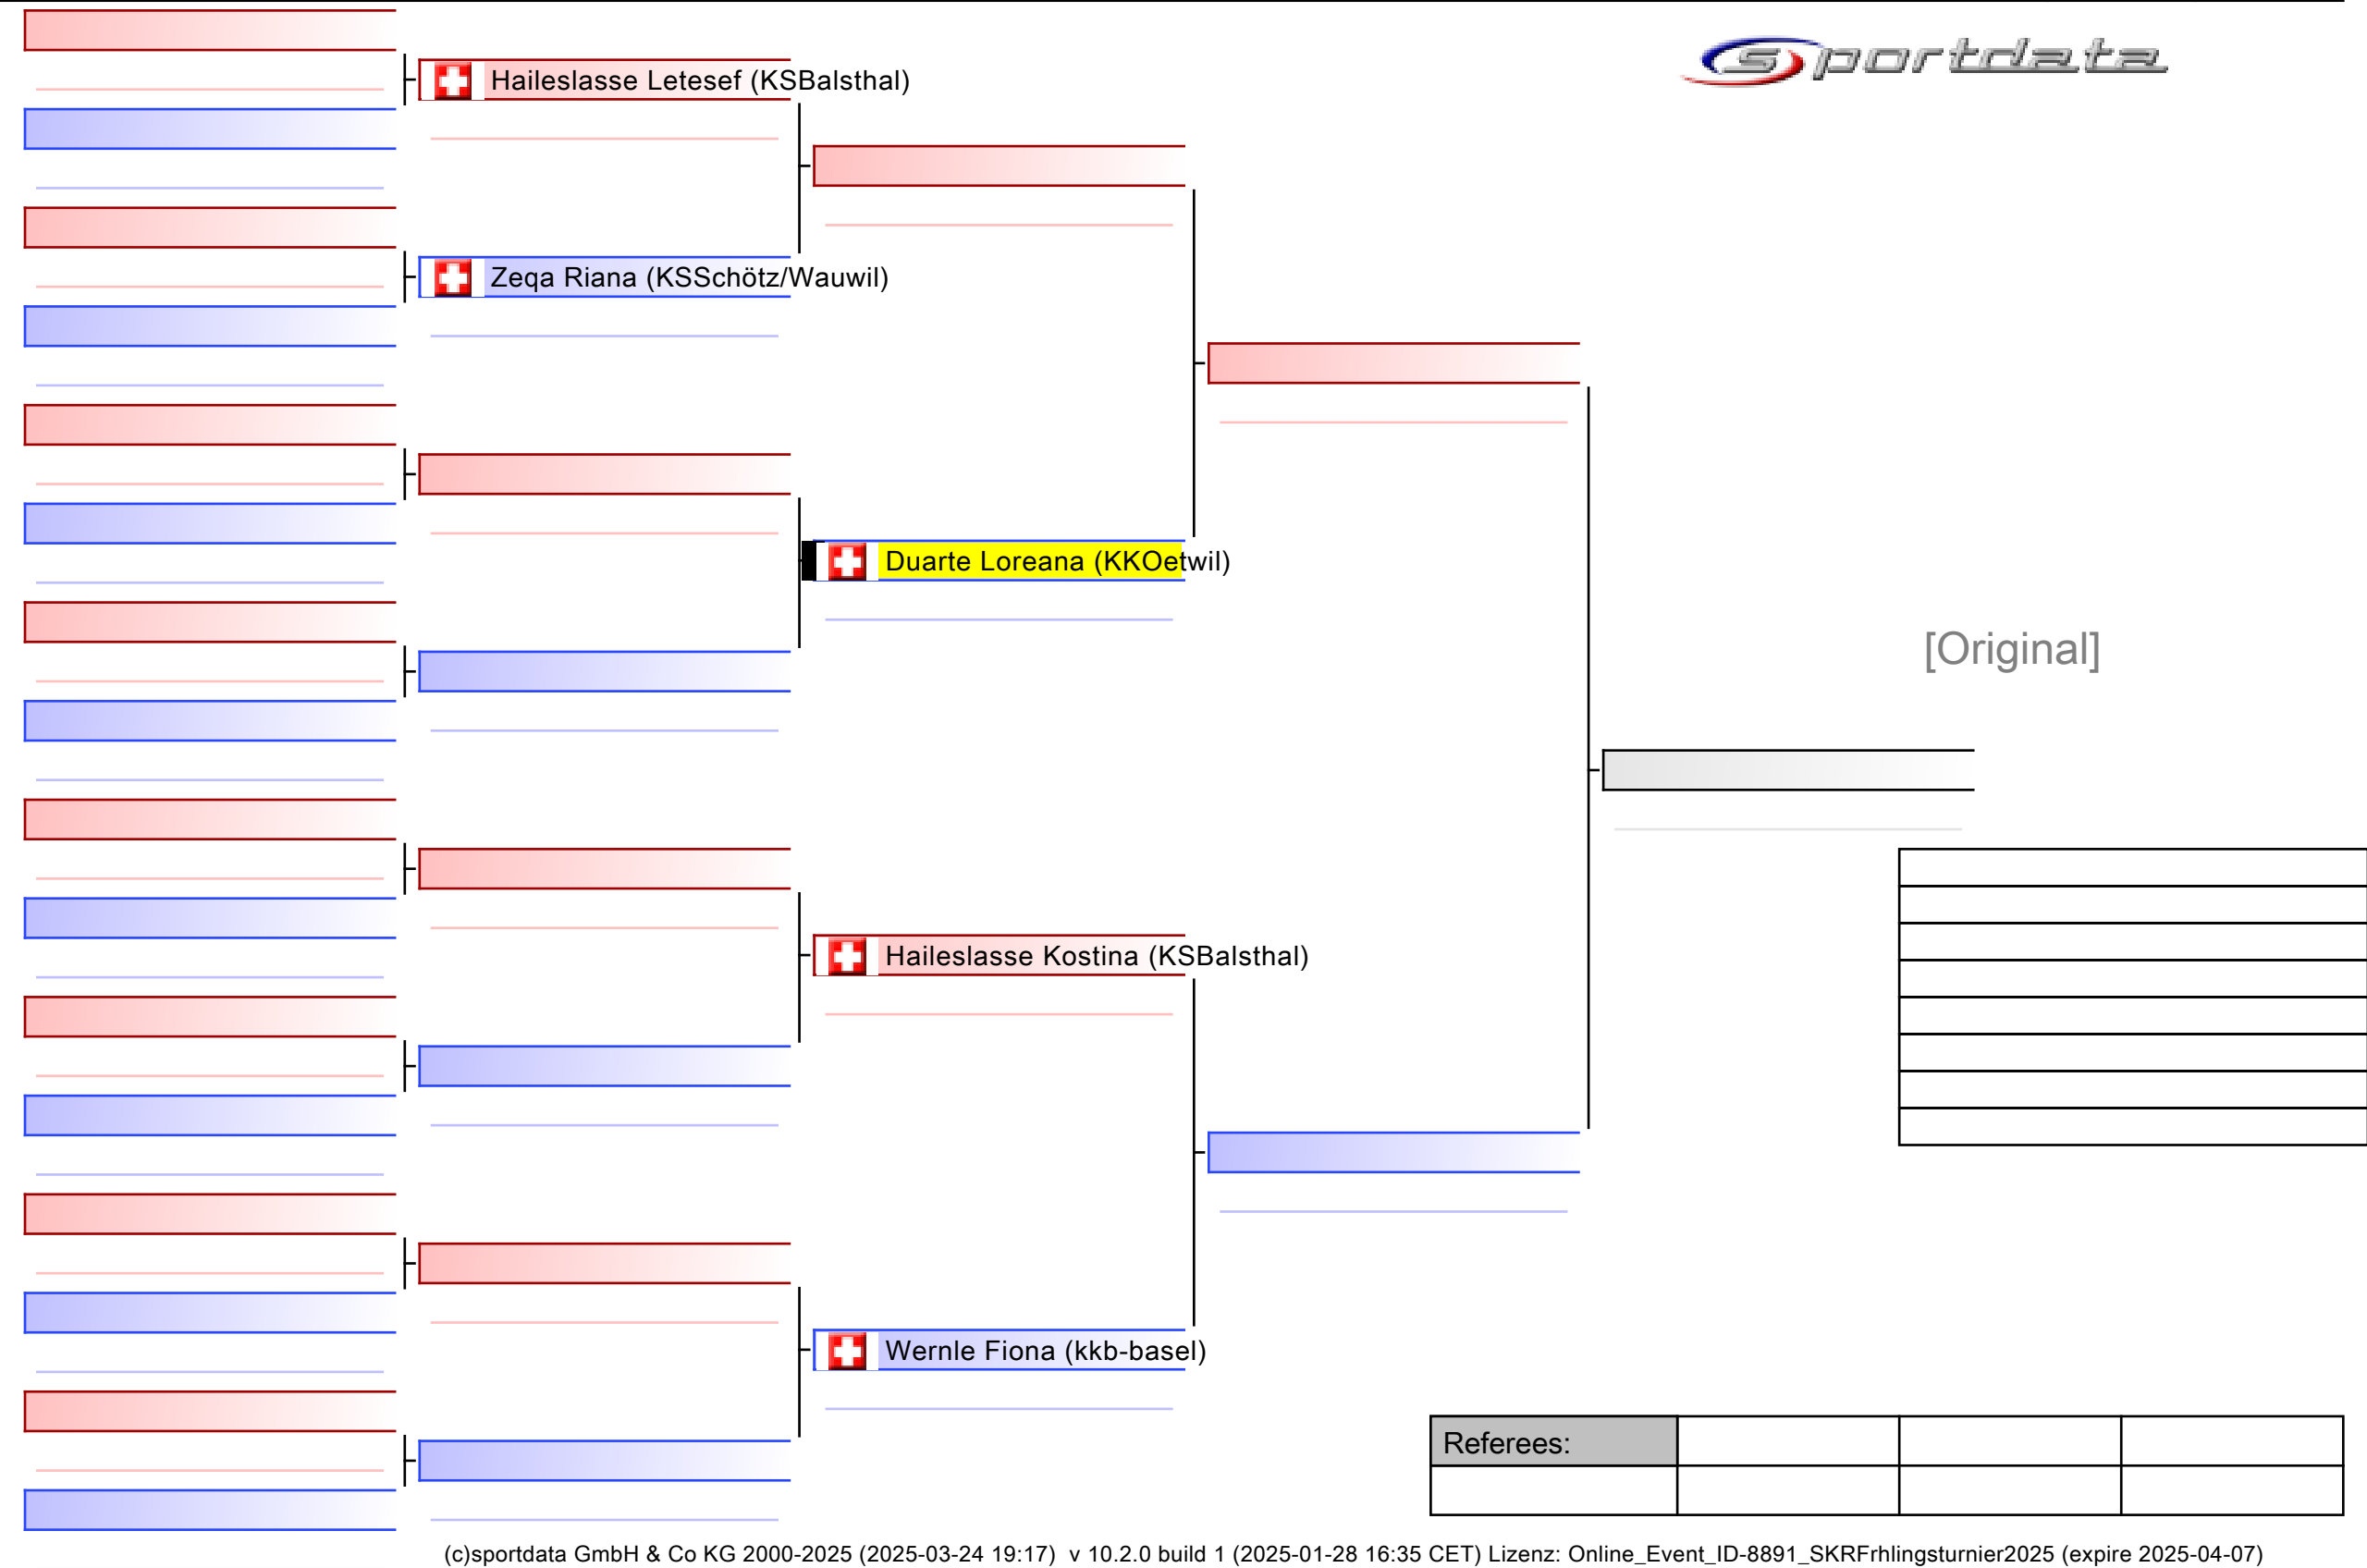 sportdata
Haileslasse Letesef (KSBalsthal)
Zeqa Riana (KSSchötz/Wauwil)
Duarte Loreana (KKOetwil)
[Original]
Haileslasse Kostina (KSBalsthal)
Wernle Fiona (kkb-basel)
Referees:
(c)sportdata GmbH & Co KG 2000-2025 (2025-03-24 19:17)  v 10.2.0 build 1 (2025-01-28 16:35 CET) Lizenz: Online_Event_ID-8891_SKRFrhlingsturnier2025 (expire 2025-04-07)